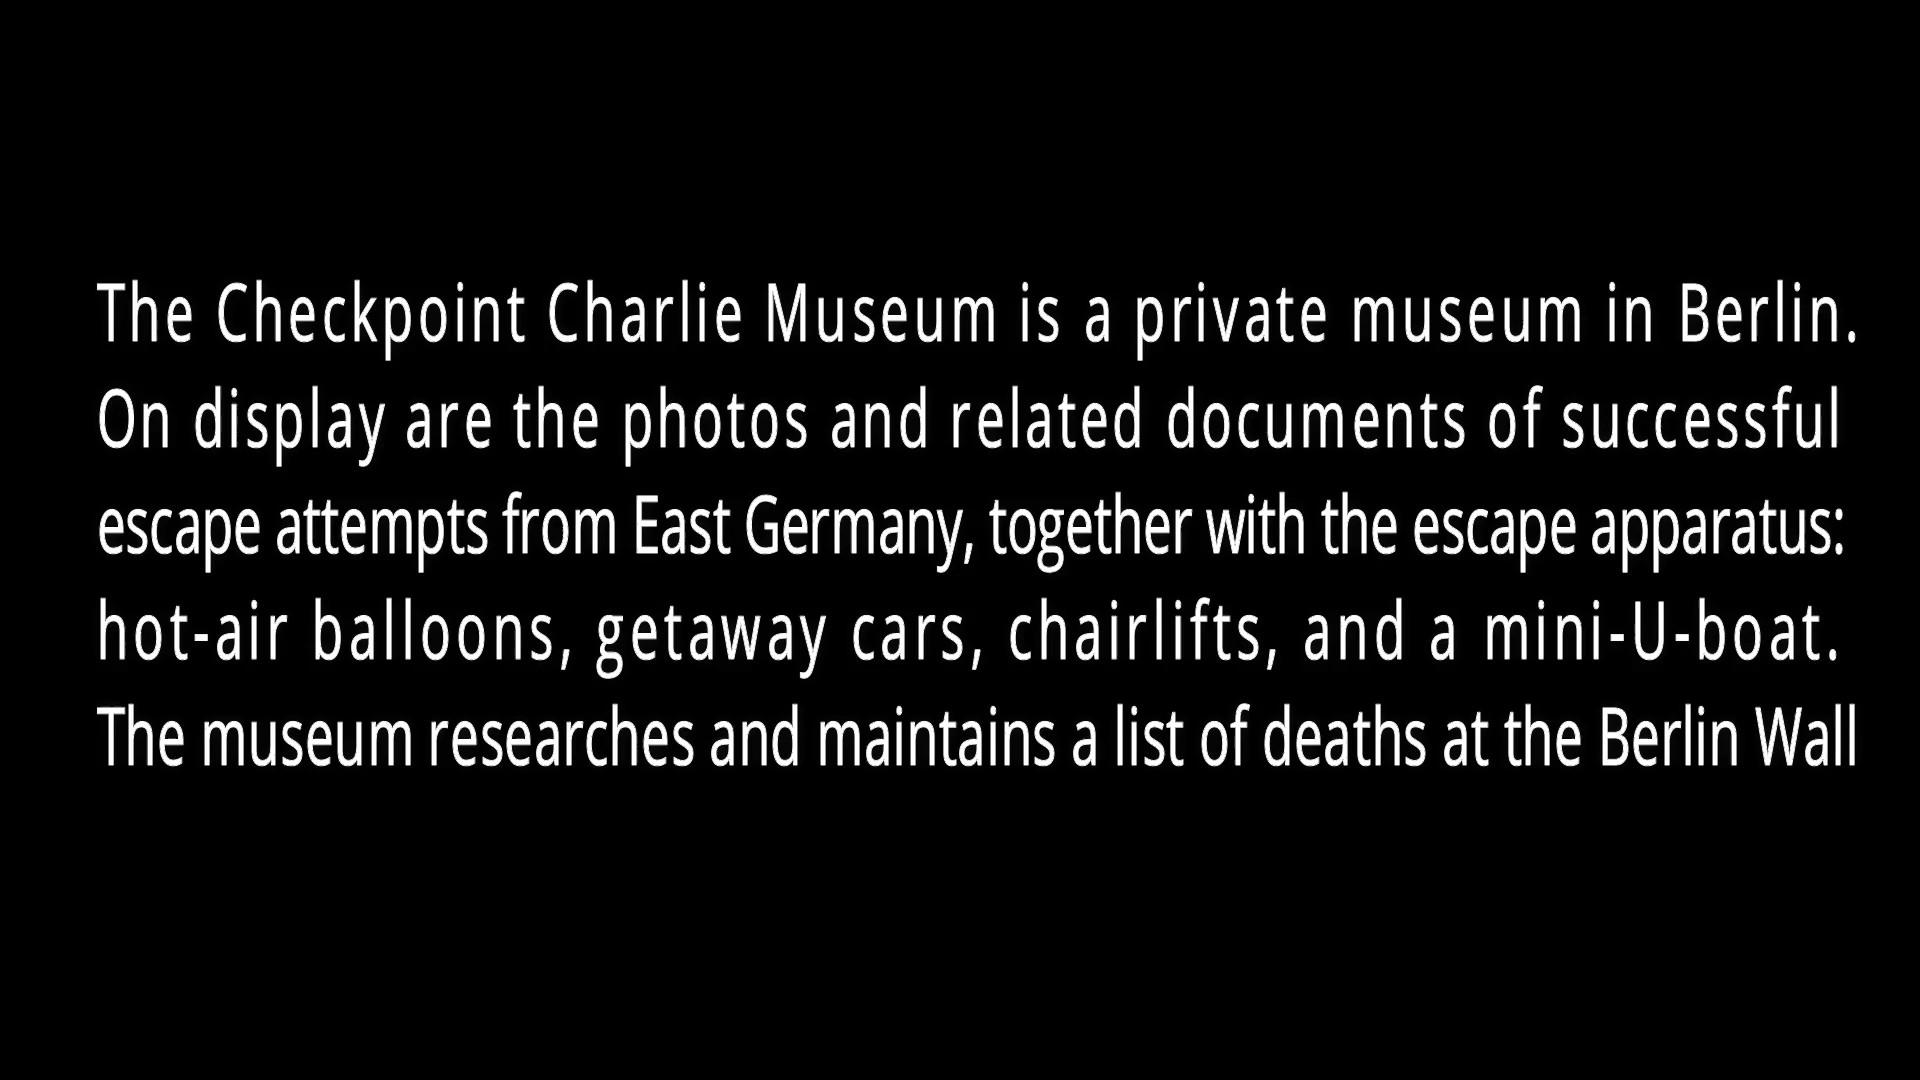 The Checkpoint Charlie Museum is a private museum in Berlin.
On display are the photos and related documents of successful
escape attempts from East Germany, together with the escape apparatus:
hot-air balloons, getaway cars, chairlifts, and a mini-U-boat.
The museum researches and maintains a list of deaths at the Berlin Wall